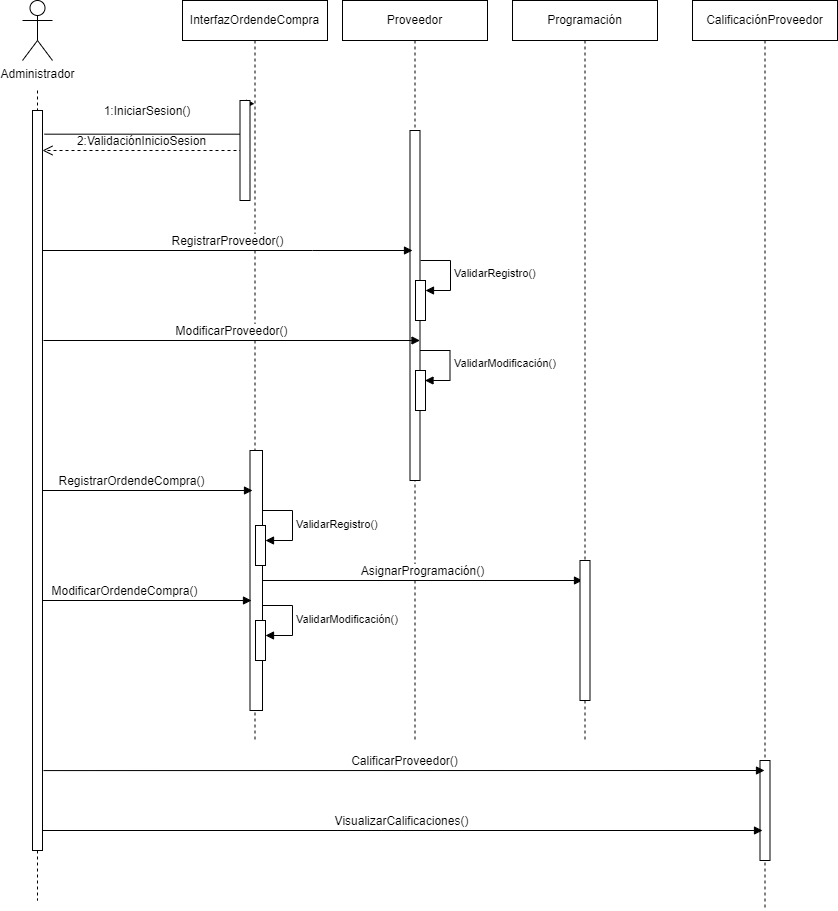 InterfazOrdendeCompra
Proveedor
Programación
CalificaciónProveedor
Administrador
1:IniciarSesion()
2:ValidaciónInicioSesion
RegistrarProveedor()
ValidarRegistro()
ModificarProveedor()
ValidarModificación()
RegistrarOrdendeCompra()
ValidarRegistro()
AsignarProgramación()
ModificarOrdendeCompra()
ValidarModificación()
CalificarProveedor()
VisualizarCalificaciones()